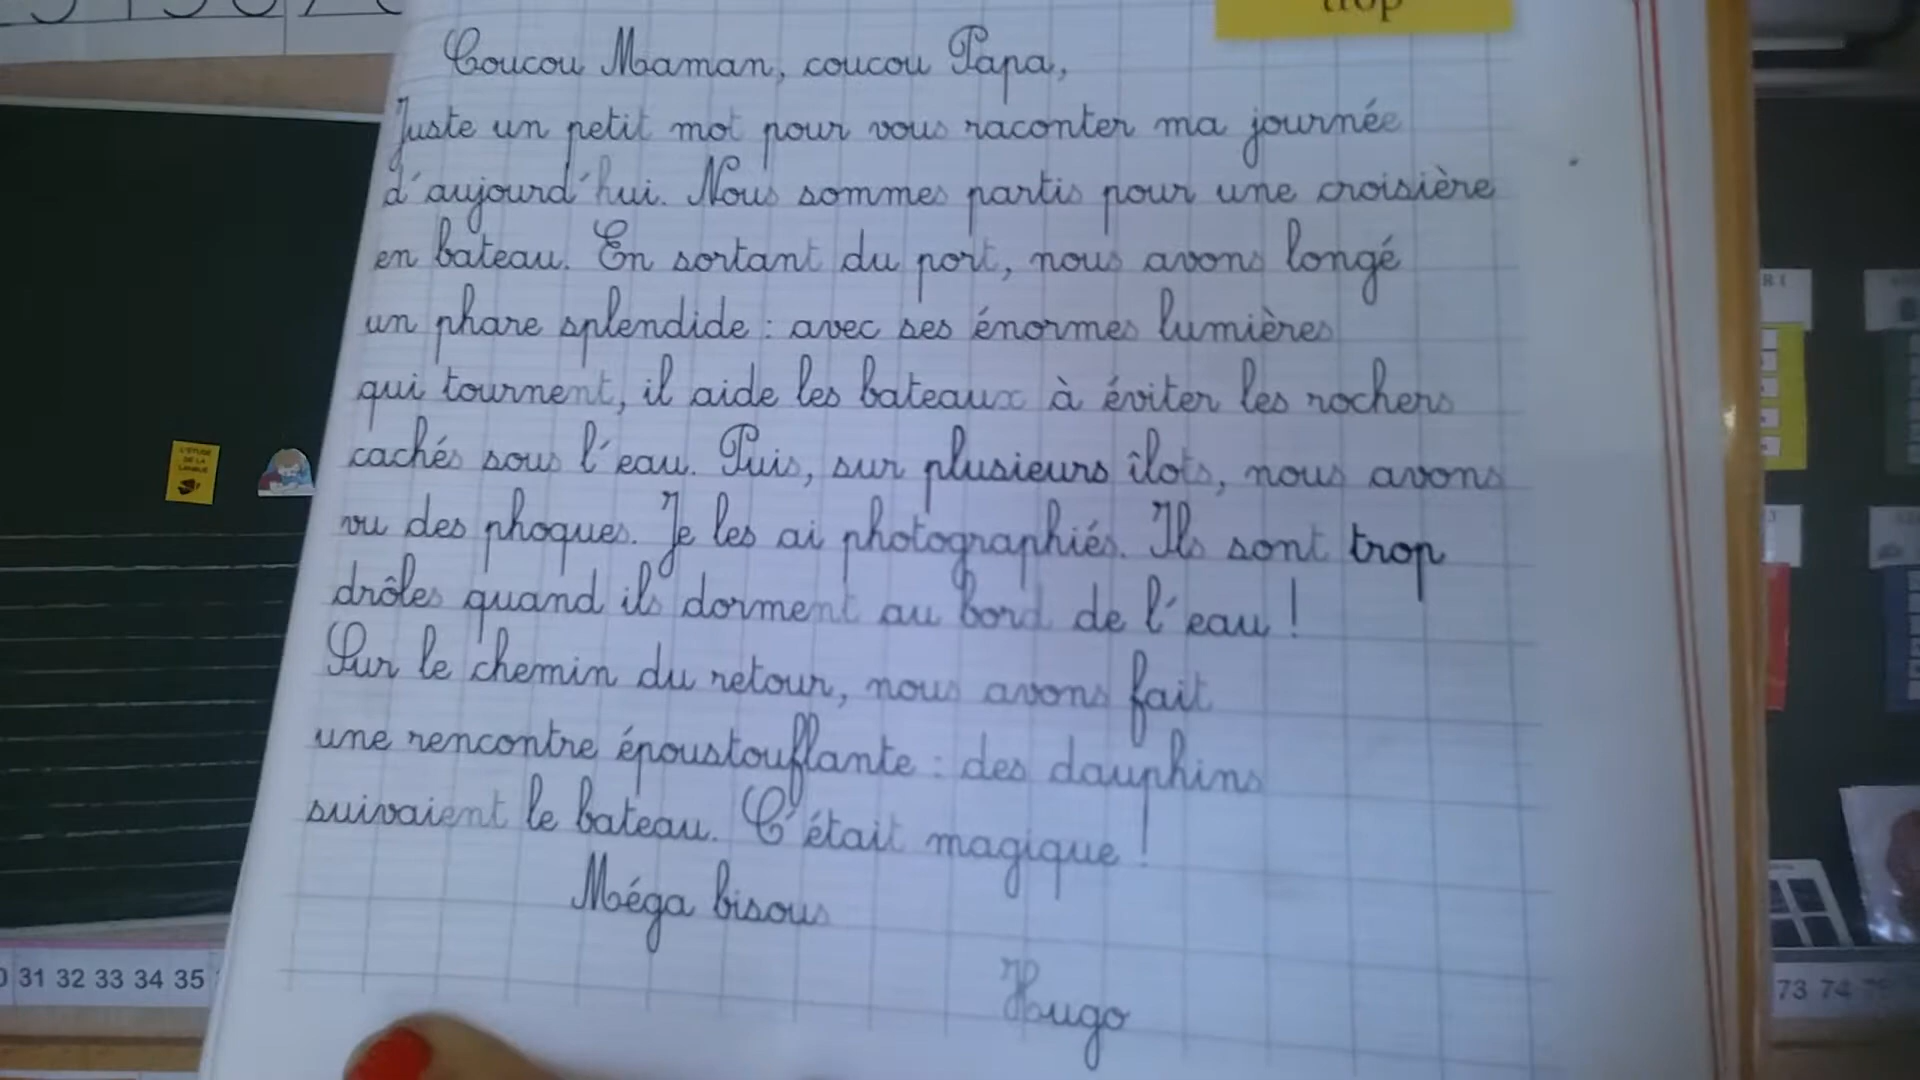 trop
Coucou Maman, coucou Papa,
Juste un petit mot pour vous raconter ma journée
d'aujourd'hui. Nous sommes partis pour une croisière
en bateau. En sortant du port, nous avons longé
un phare splendide : avec ses énormes lumières
qui tournent, il aide les bateaux à éviter les rochers
cachés sous l'eau. Puis, sur plusieurs îlots, nous avons
vu des phoques. Je les ai photographiés. Ils sont trop
drôles quand ils dorment au bord de l'eau !
Sur le chemin du retour, nous avons fait
une rencontre époustouflante : des dauphins
suivaient le bateau. C'était magique !
Méga bisous
Hugo
L'ÉTUDE
DE LA
LANGUE
31 32 33 34 35
73 74